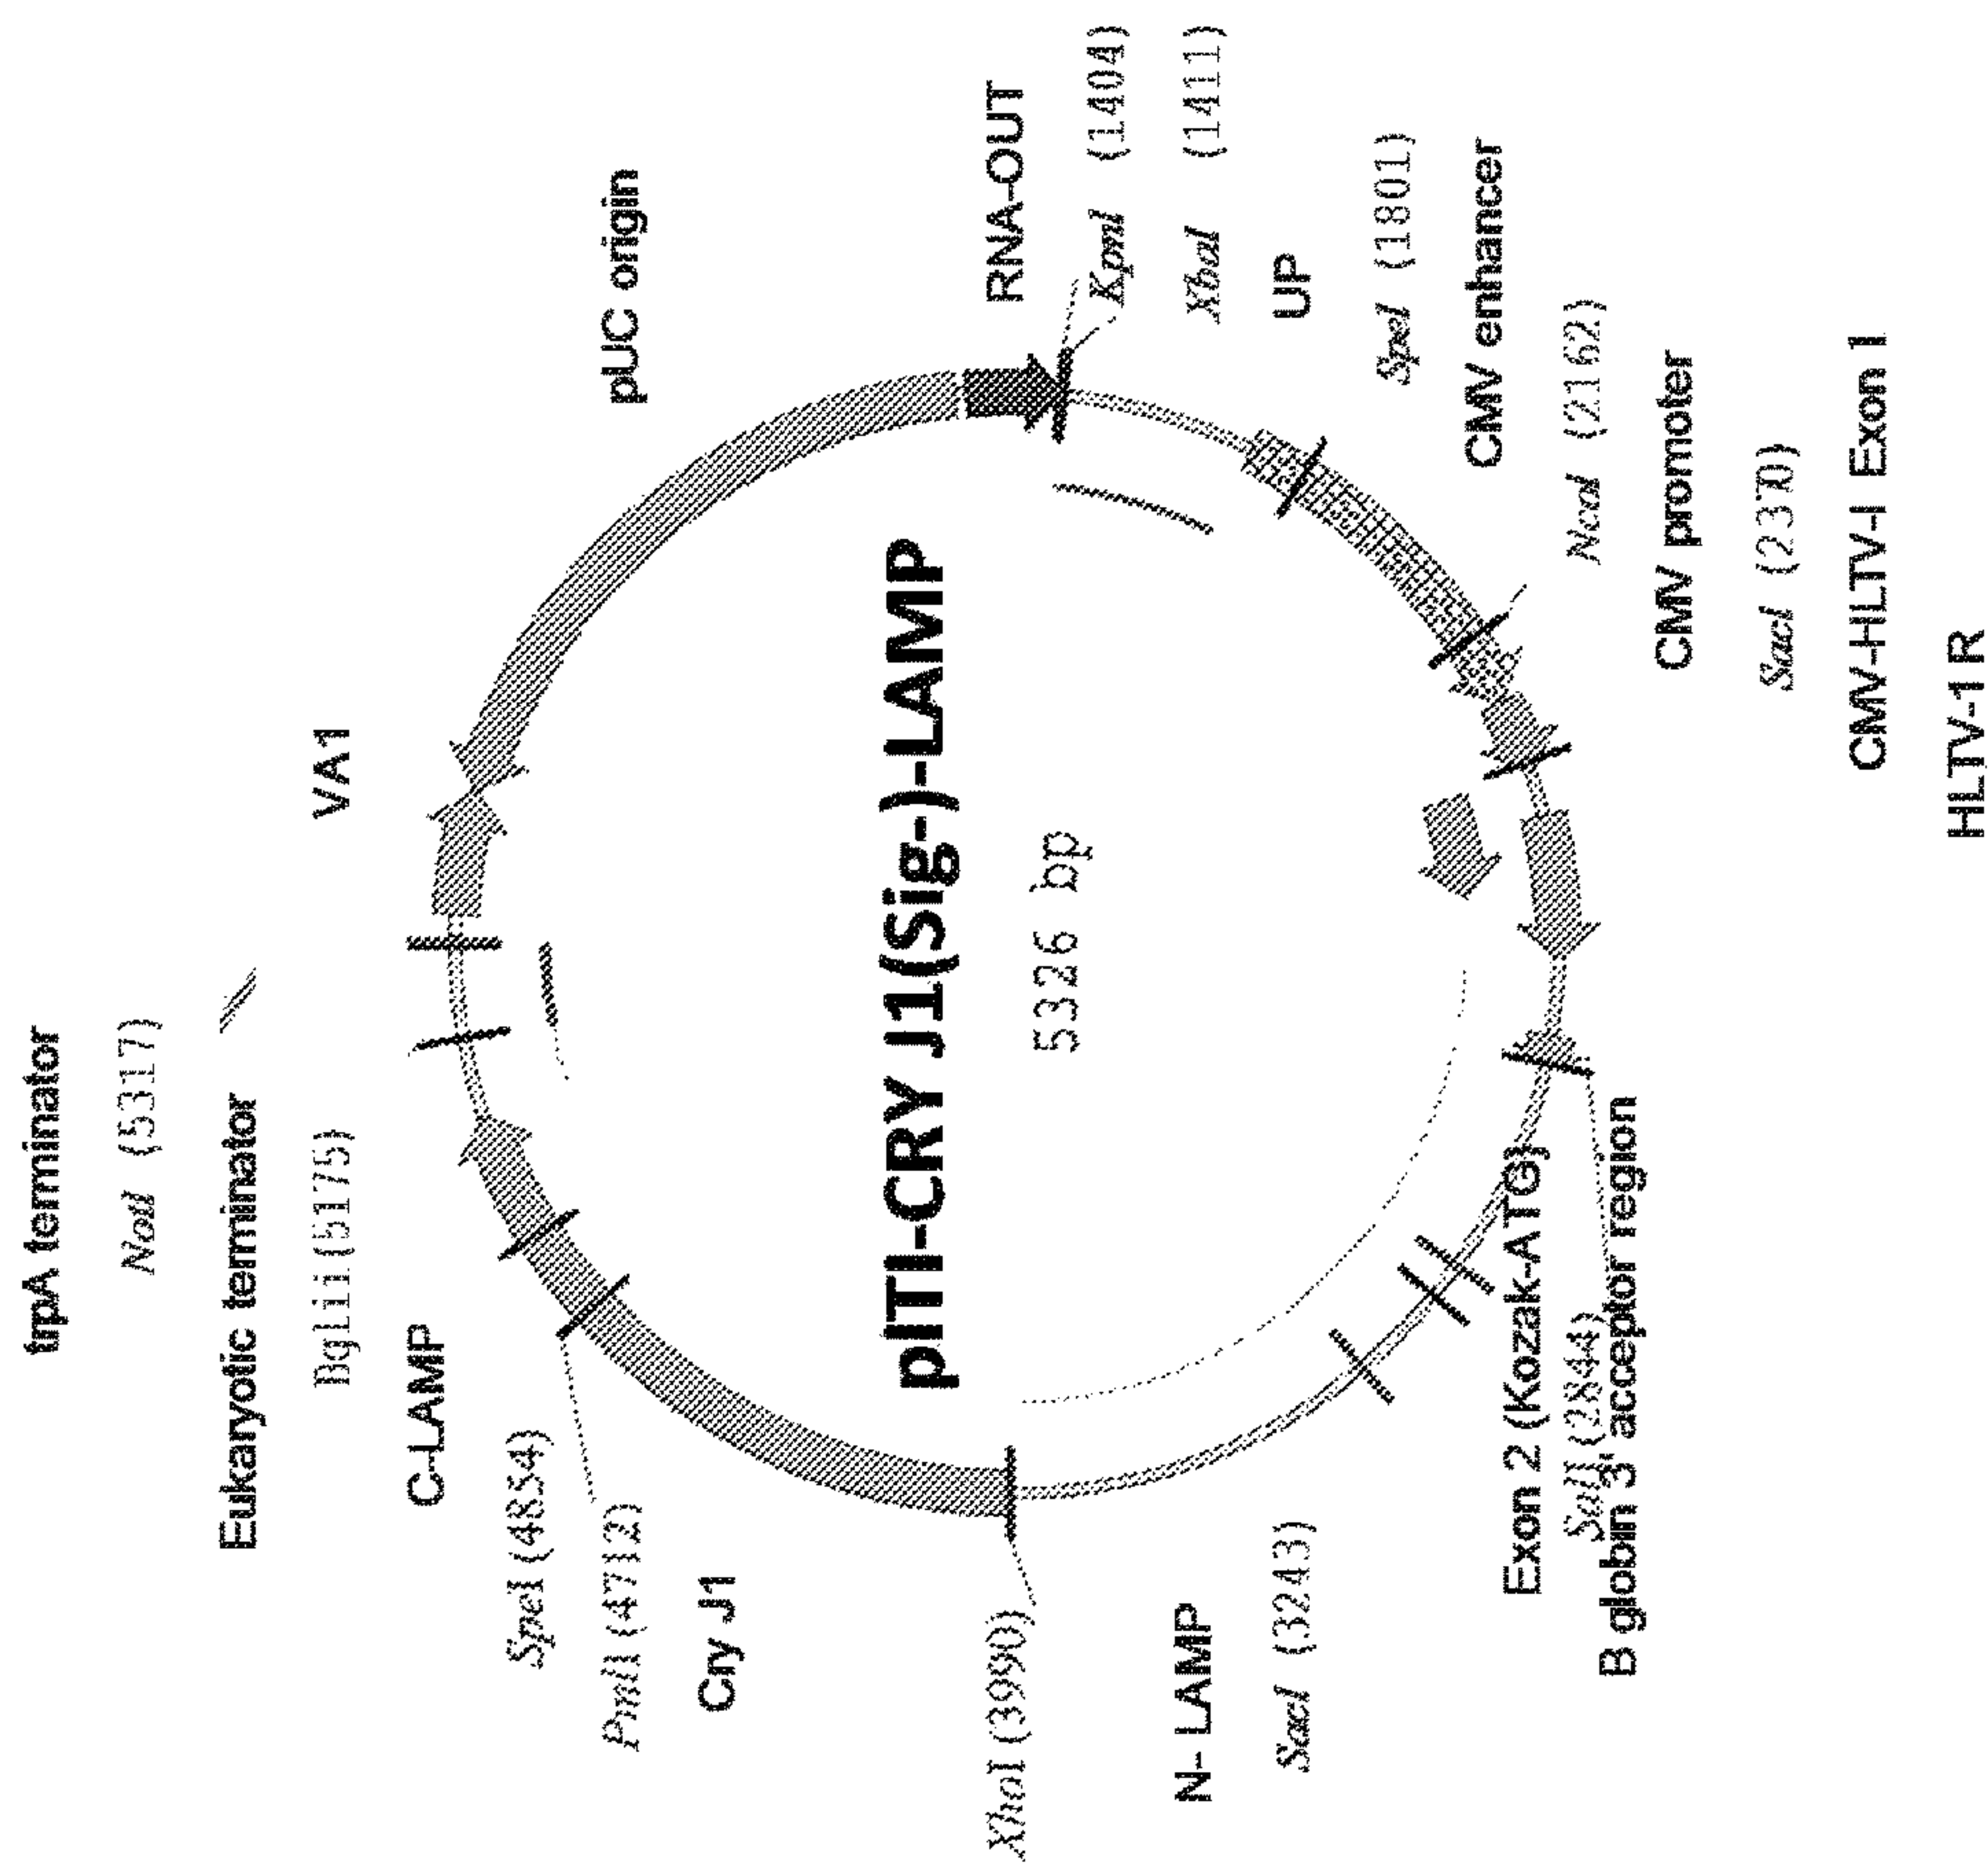 trpA terminator
NotI (5317)
Eukaryotic terminator
BglII(5175)
VA1
C-LAMP
SpeI (4854)
PmlI (4712)
pUC origin
Cry J1
pITI-CRY J1(Sig-)-LAMP
5326 bp
XhoI (3990)
RNA-OUT
KpnI (1404)
N- LAMP
XbaI (1411)
SacI (3243)
UP
SpeI (1801)
CMV enhancer
Exon 2 (Kozak-ATG)
SalI (2844)
NcoI (2162)
B globin 3' acceptor region
CMV promoter
SacI (2370)
CMV-HLTV-I Exon 1
HLTV-1 R